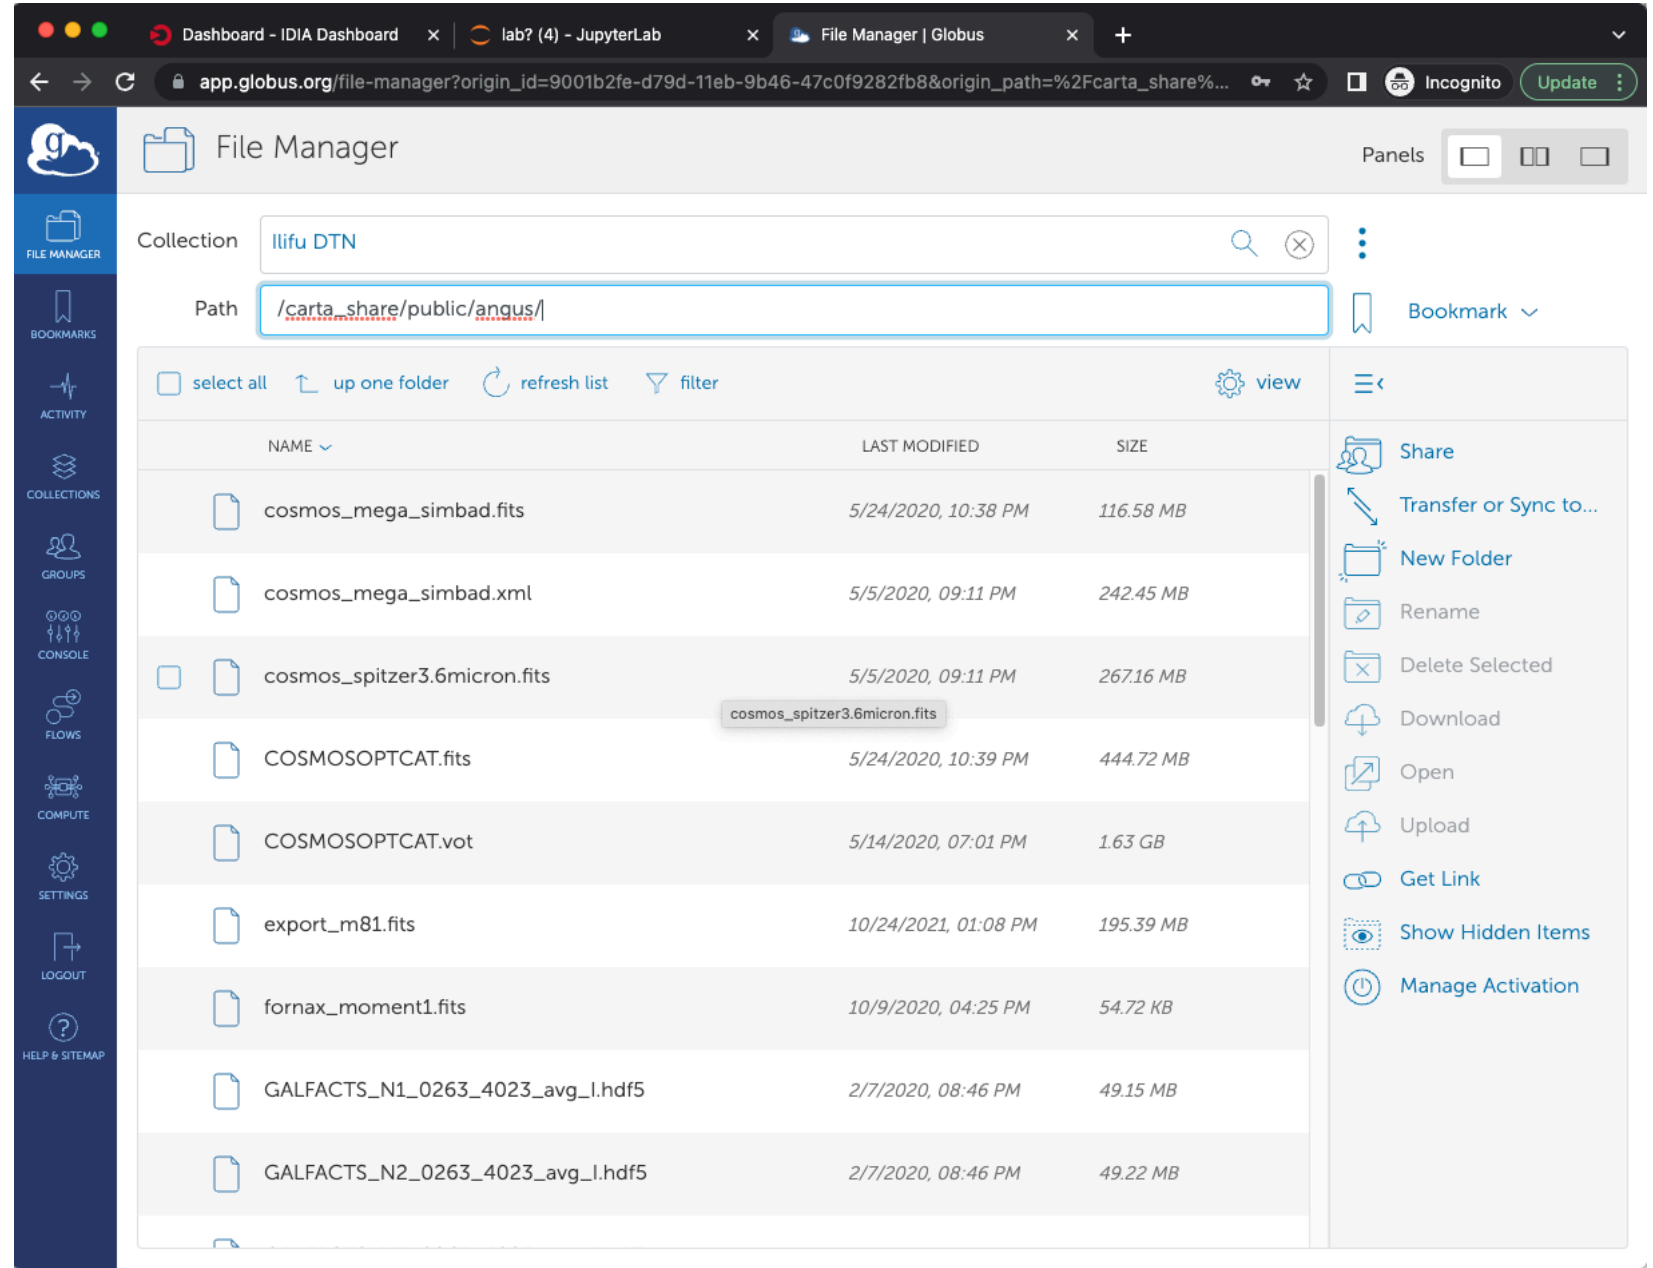 Dashboard - IDIA Dashboard
lab? (4) - JupyterLab
File Manager | Globus
app.globus.org/file-manager?origin_id=9001b2fe-d79d-11eb-9b46-47c0f9282fb8&origin_path=%2Fcarta_share%...
Incognito
Update
File Manager
Panels
FILE MANAGER
BOOKMARKS
ACTIVITY
COLLECTIONS
GROUPS
CONSOLE
FLOWS
COMPUTE
SETTINGS
LOGOUT
HELP & SITEMAP
Collection Ilifu DTN
Path /carta_share/public/angus/
Bookmark
select all up one folder refresh list filter view
NAME LAST MODIFIED SIZE
cosmos_mega_simbad.fits 5/24/2020, 10:38 PM 116.58 MB
cosmos_mega_simbad.xml 5/5/2020, 09:11 PM 242.45 MB
cosmos_spitzer3.6micron.fits 5/5/2020, 09:11 PM 267.16 MB
cosmos_spitzer3.6micron.fits
COSMOSOPTCAT.fits 5/24/2020, 10:39 PM 444.72 MB
COSMOSOPTCAT.vot 5/14/2020, 07:01 PM 1.63 GB
export_m81.fits 10/24/2021, 01:08 PM 195.39 MB
fornax_moment1.fits 10/9/2020, 04:25 PM 54.72 KB
GALFACTS_N1_0263_4023_avg_I.hdf5 2/7/2020, 08:46 PM 49.15 MB
GALFACTS_N2_0263_4023_avg_I.hdf5 2/7/2020, 08:46 PM 49.22 MB
Share
Transfer or Sync to...
New Folder
Rename
Delete Selected
Download
Open
Upload
Get Link
Show Hidden Items
Manage Activation